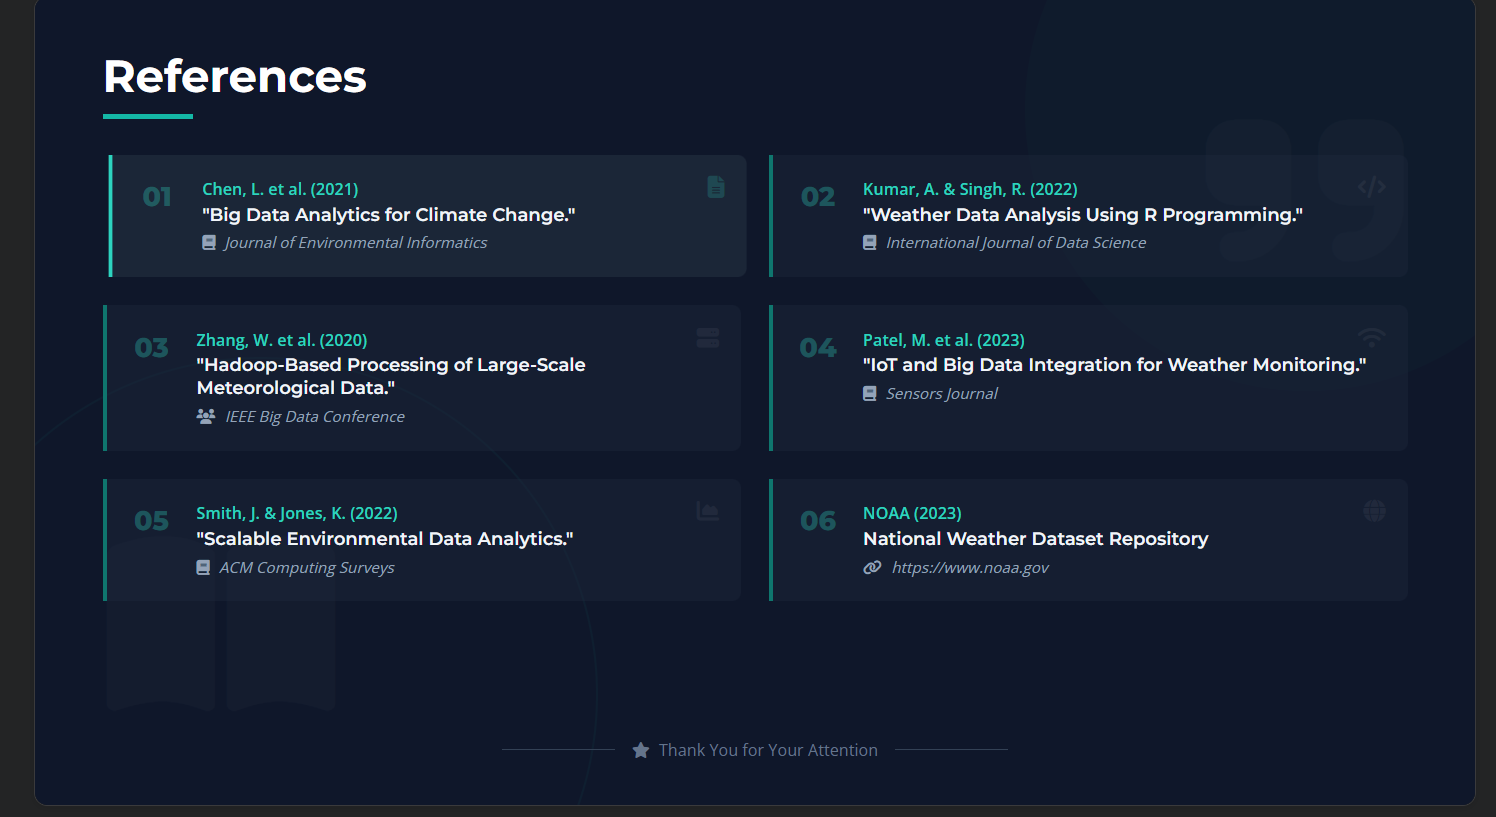 References
01
Chen, L. et al. (2021)
"Big Data Analytics for Climate Change."
Journal of Environmental Informatics
02
Kumar, A. & Singh, R. (2022)
"Weather Data Analysis Using R Programming."
International Journal of Data Science
03
Zhang, W. et al. (2020)
"Hadoop-Based Processing of Large-Scale
Meteorological Data."
IEEE Big Data Conference
04
Patel, M. et al. (2023)
"IoT and Big Data Integration for Weather Monitoring."
Sensors Journal
05
Smith, J. & Jones, K. (2022)
"Scalable Environmental Data Analytics."
ACM Computing Surveys
06
NOAA (2023)
National Weather Dataset Repository
https://www.noaa.gov
Thank You for Your Attention